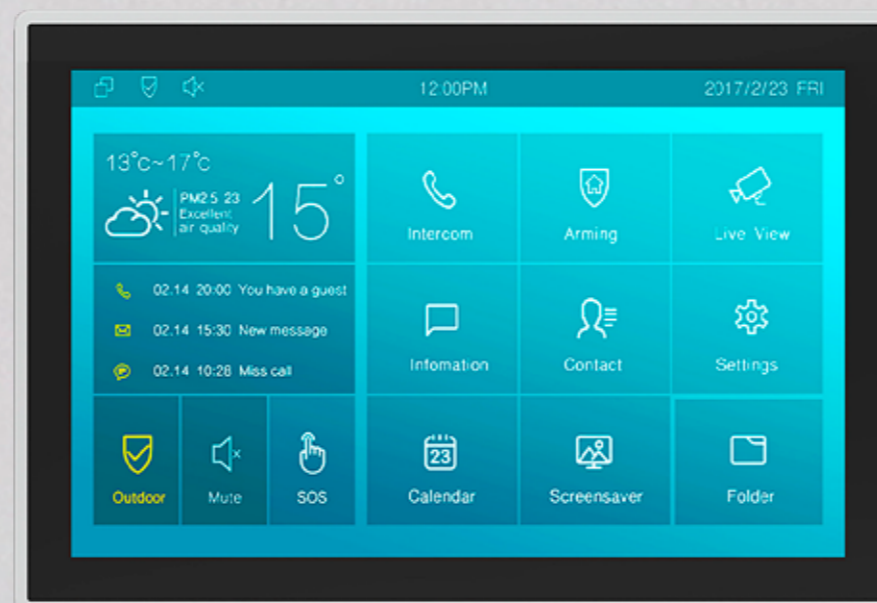 12:00PM
2017/2/23 FRI
13°c~17°c
PM2.5 23
Excellent
air quality
15°
Intercom
Arming
Live View
02.14 20:00 You have a guest
02.14 15:30 New message
02.14 10:28 Miss call
Infomation
Contact
Settings
Outdoor
Mute
SOS
23
Calendar
Screensaver
Folder